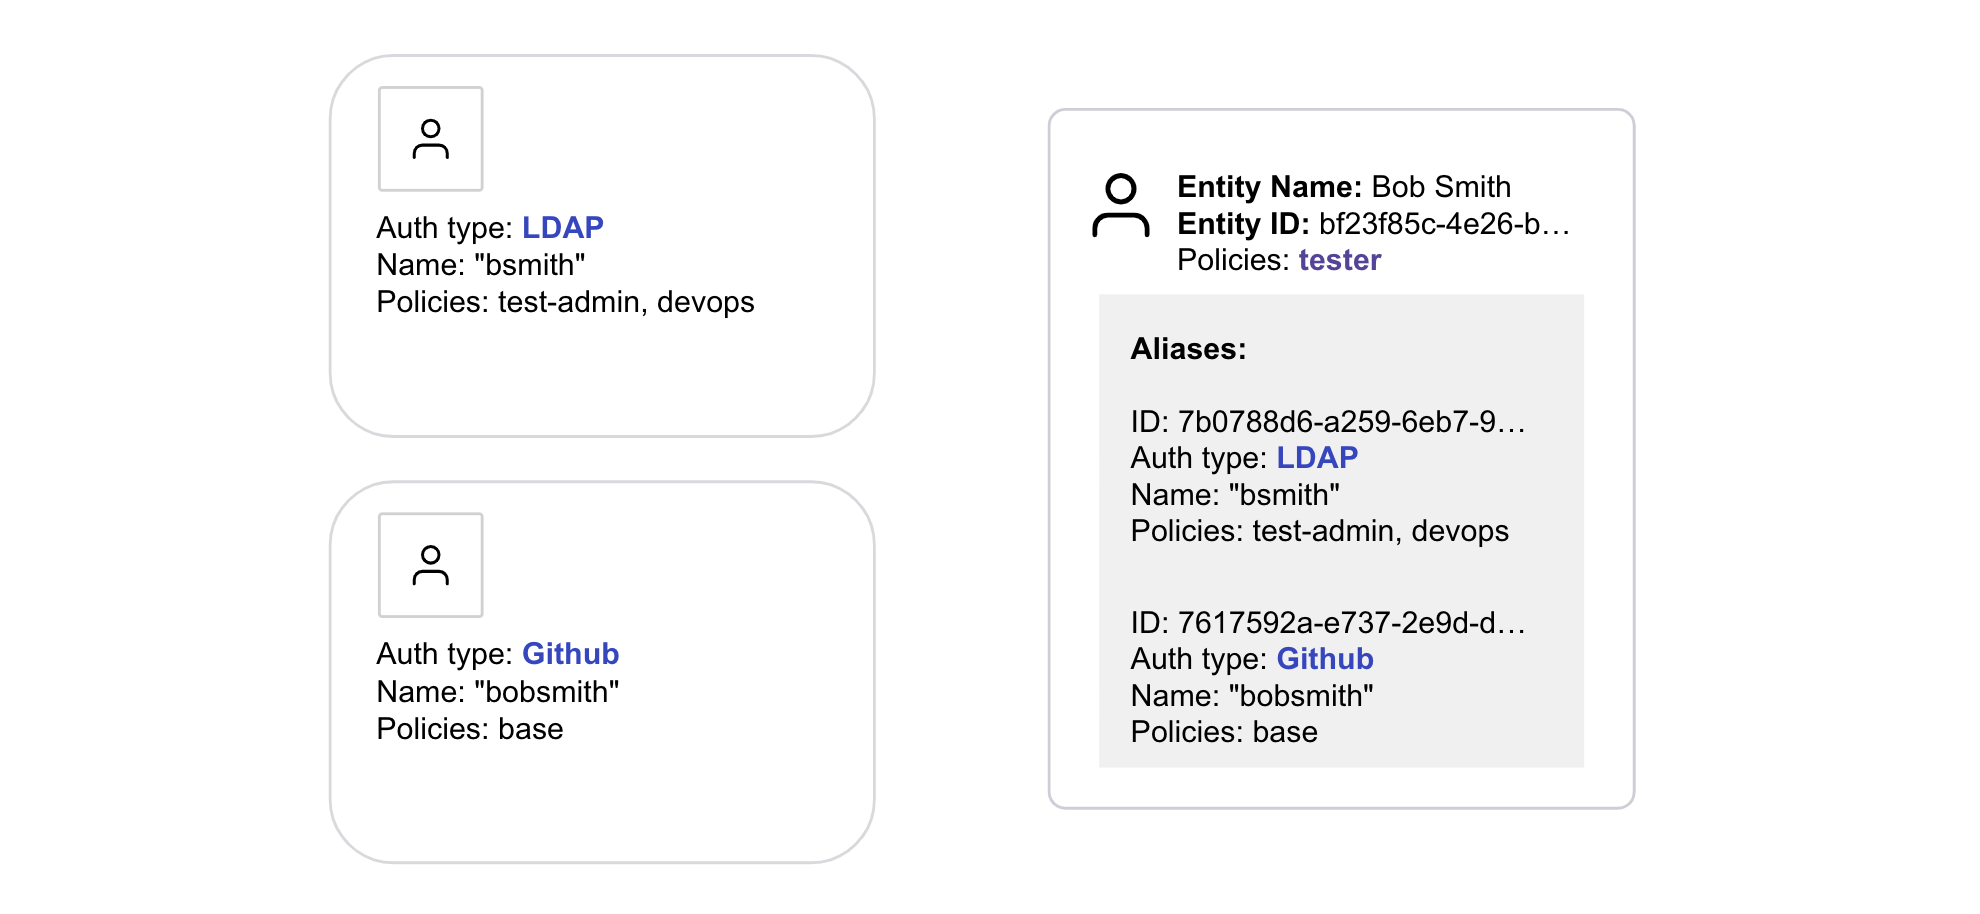 Auth type: LDAP
Name: "bsmith"
Policies: test-admin, devops
Auth type: Github
Name: "bobsmith"
Policies: base
Entity Name: Bob Smith
Entity ID: bf23f85c-4e26-b…
Policies: tester
Aliases:
ID: 7b0788d6-a259-6eb7-9…
Auth type: LDAP
Name: "bsmith"
Policies: test-admin, devops
ID: 7617592a-e737-2e9d-d…
Auth type: Github
Name: "bobsmith"
Policies: base